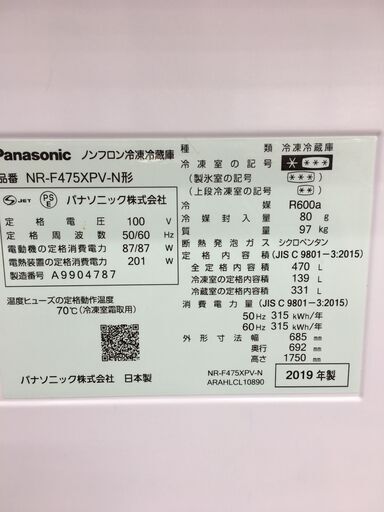 Panasonic ノンフロン冷凍冷蔵庫
品番 NR-F475XPV-N形
JET PS E パナソニック株式会社
定格電圧 100 V
定格周波数 50/60 Hz
電動機の定格消費電力 87/87 W
電熱装置の定格消費電力 201 W
製造番号 A9904787
温度ヒューズの定格動作温度
70℃(冷凍室霜取用)
パナソニック株式会社 日本製
種類 冷凍冷蔵庫
冷凍室の記号 * ***
(製氷室の記号) ***
(上段冷凍室の記号) ***
冷媒 R600a
冷媒封入量 80 g
質量 97 kg
断熱発泡ガス シクロペンタン
定格内容積 (JIS C 9801-3:2015)
全定格内容積 470 L
冷凍室の定格内容積 139 L
冷蔵室の定格内容積 331 L
消費電力量 (JIS C 9801-3:2015)
50Hz 315 kWh/年
60Hz 315 kWh/年
外形寸法 幅 685 mm
奥行 692 mm
高さ 1750 mm
NR-F475XPV-N
ARAHLCL10890
2019年製